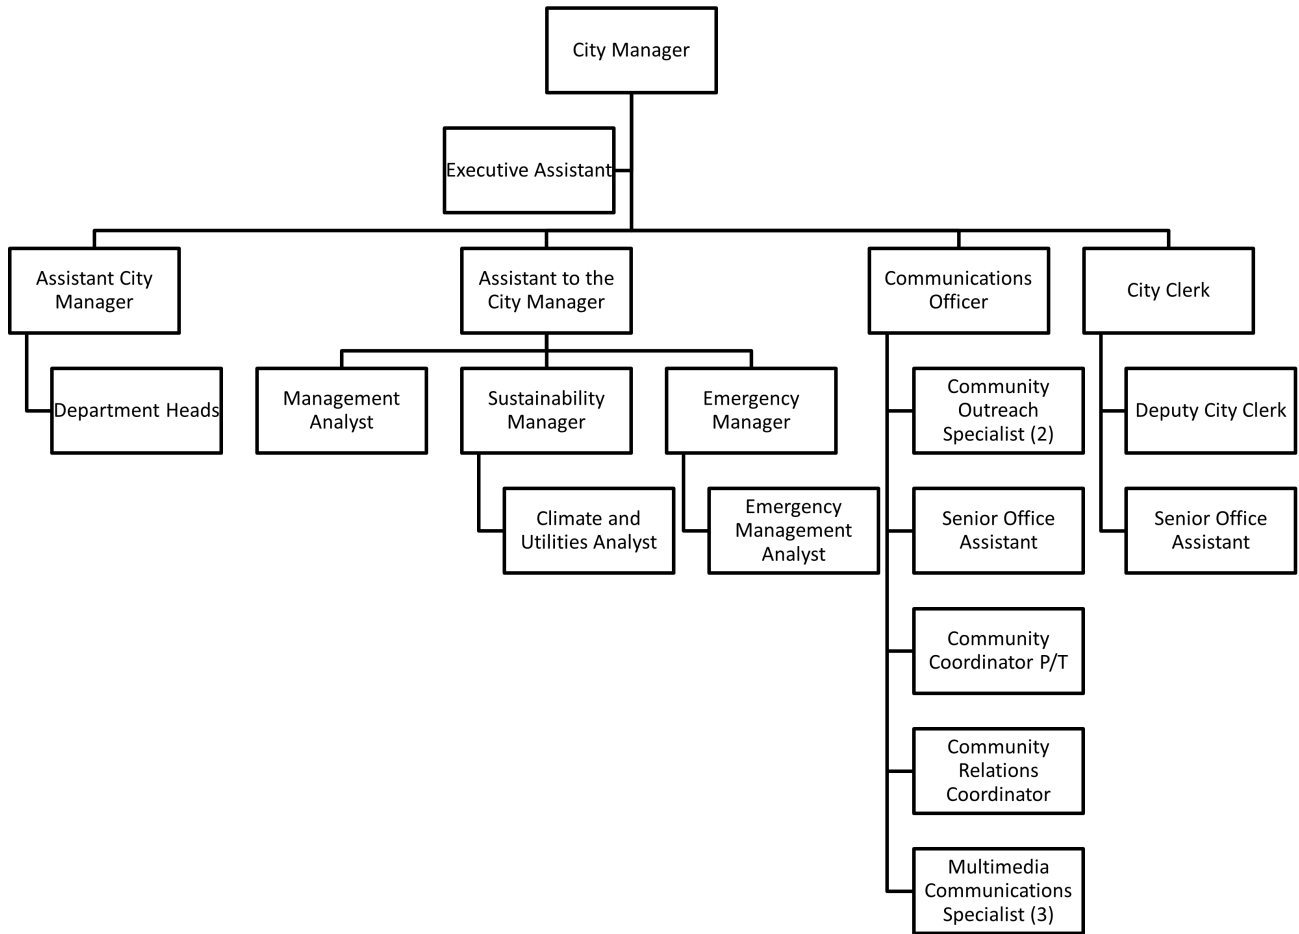 City Manager
Executive Assistant
Assistant City
Manager
Assistant to the
City Manager
Communications
Officer
City Clerk
Department Heads
Management
Analyst
Sustainability
Manager
Emergency
Manager
Community
Outreach
Specialist (2)
Deputy City Clerk
Climate and
Utilities Analyst
Emergency
Management
Analyst
Senior Office
Assistant
Senior Office
Assistant
Community
Coordinator P/T
Community
Relations
Coordinator
Multimedia
Communications
Specialist (3)